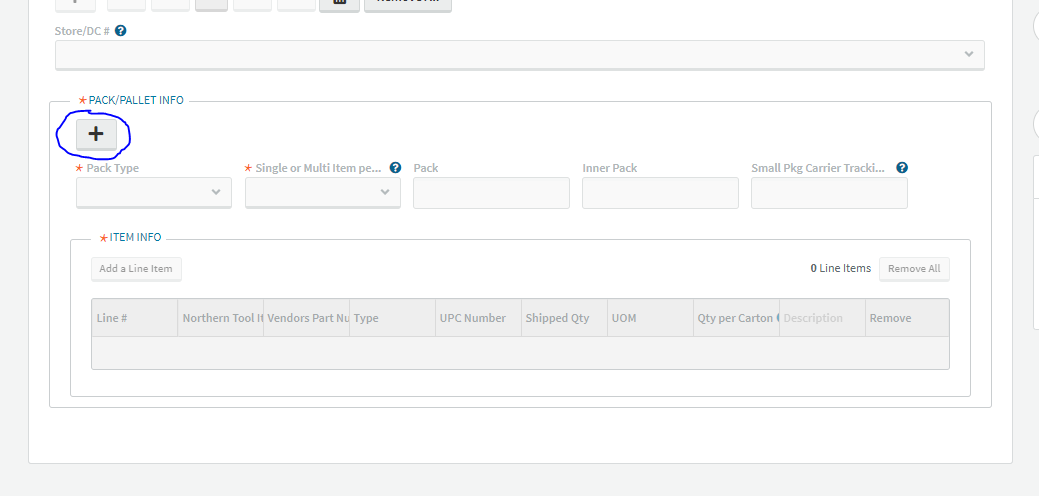 Store/DC #
* PACK/PALLET INFO
+
* Pack Type
* Single or Multi Item pe...
Pack
Inner Pack
Small Pkg Carrier Tracki...
* ITEM INFO
Add a Line Item
0 Line Items
Remove All
Line #
Northern Tool It
Vendors Part Nu
Type
UPC Number
Shipped Qty
UOM
Qty per Carton
Description
Remove